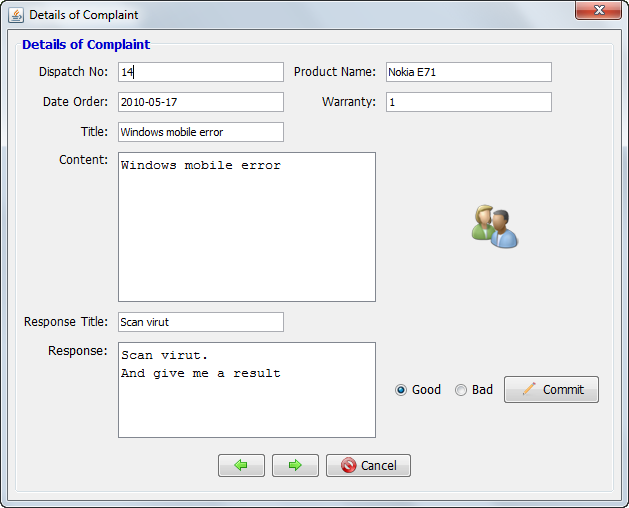 Details of Complaint
Details of Complaint
Dispatch No: 14 Product Name: Nokia E71
Date Order: 2010-05-17 Warranty: 1
Title: Windows mobile error
Content: Windows mobile error
Response Title: Scan virut
Response: Scan virut.
And give me a result
Good Bad Commit
Cancel